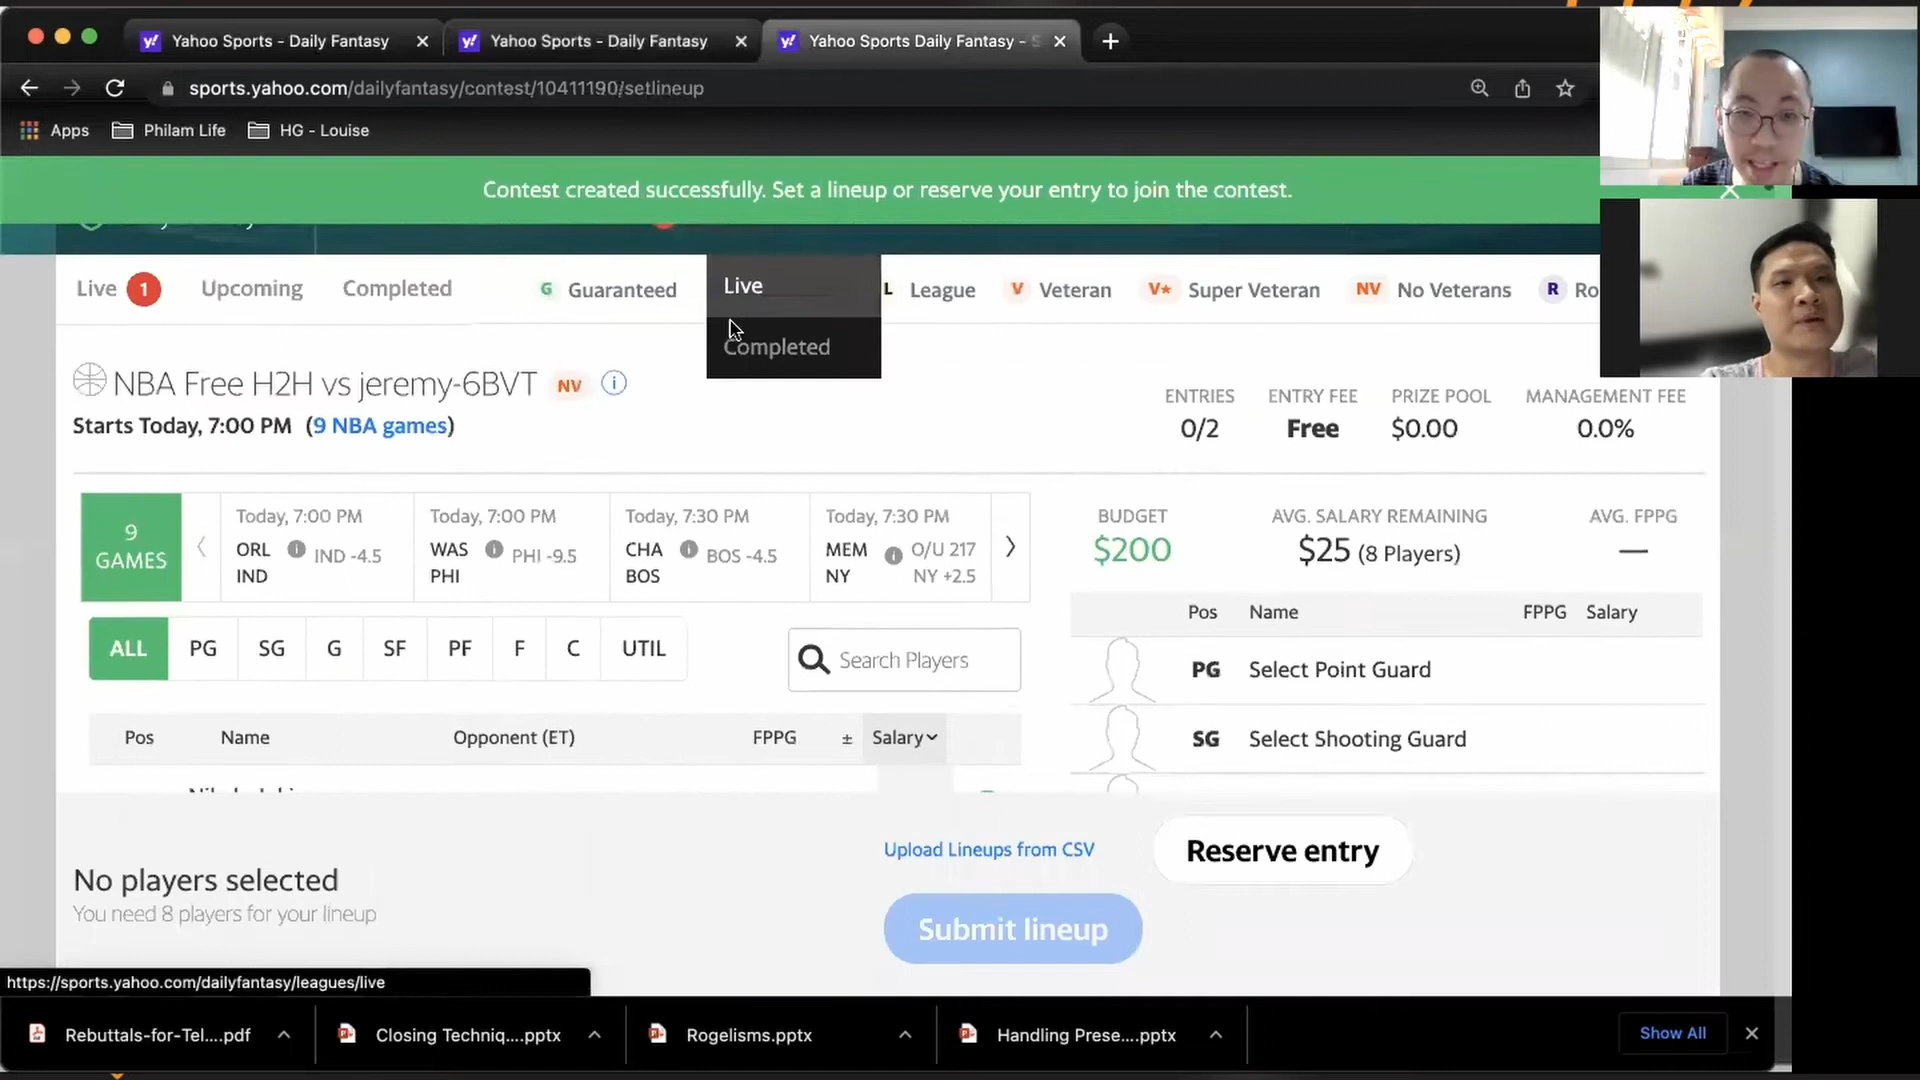 Yahoo Sports - Daily Fantasy
Yahoo Sports - Daily Fantasy
Yahoo Sports Daily Fantasy -
sports.yahoo.com/dailyfantasy/contest/10411190/setlineup
Apps
Philam Life
HG - Louise
Contest created successfully. Set a lineup or reserve your entry to join the contest.
Live 1
Upcoming
Completed
G Guaranteed
Live
Completed
L League
V Veteran
V★ Super Veteran
NV No Veterans
R Ro
NBA Free H2H vs jeremy-6BVT NV
Starts Today, 7:00 PM (9 NBA games)
ENTRIES
0/2
ENTRY FEE
Free
PRIZE POOL
$0.00
MANAGEMENT FEE
0.0%
9
GAMES
Today, 7:00 PM
ORL
IND
IND -4.5
Today, 7:00 PM
WAS
PHI
PHI -9.5
Today, 7:30 PM
CHA
BOS
BOS -4.5
Today, 7:30 PM
MEM
NY
O/U 217
NY +2.5
BUDGET
$200
AVG. SALARY REMAINING
$25 (8 Players)
AVG. FPPG
—
ALL PG SG G SF PF F C UTIL
Search Players
Pos Name Opponent (ET) FPPG ± Salary
Pos Name FPPG Salary
PG Select Point Guard
SG Select Shooting Guard
No players selected
You need 8 players for your lineup
Upload Lineups from CSV
Reserve entry
Submit lineup
https://sports.yahoo.com/dailyfantasy/leagues/live
Rebuttals-for-Tel....pdf
Closing Techniq....pptx
Rogelisms.pptx
Handling Prese....pptx
Show All